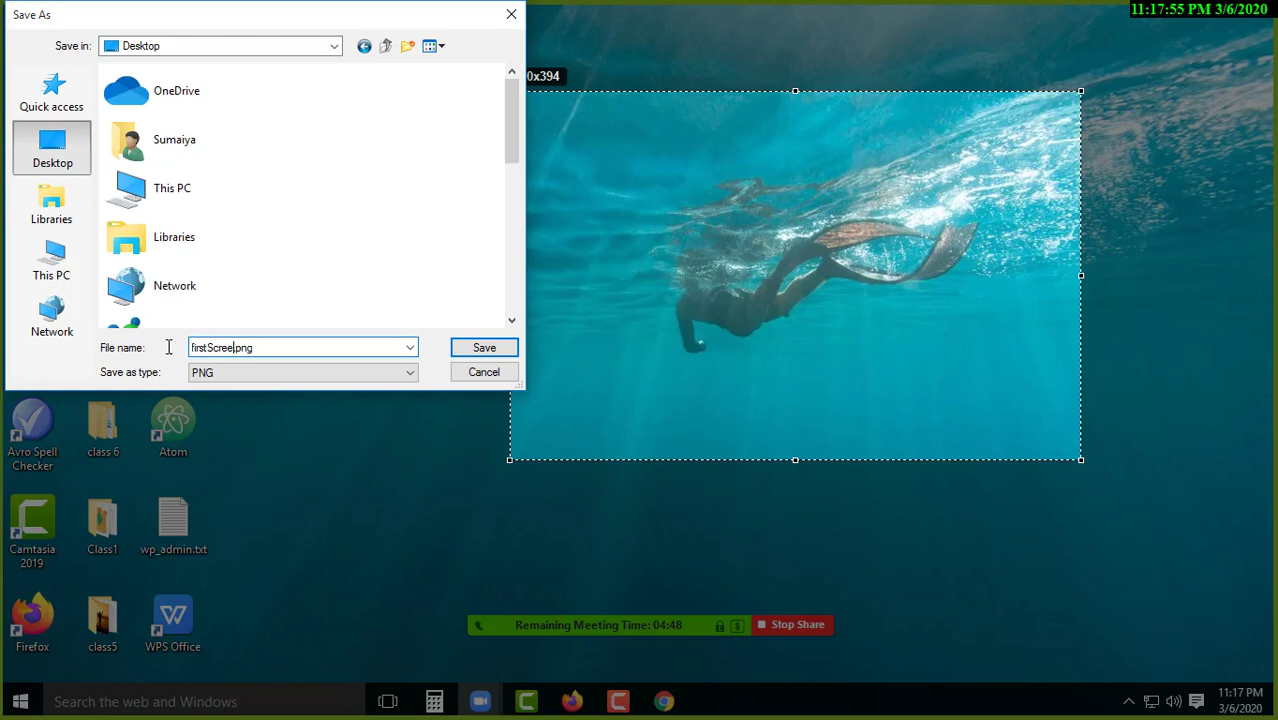 Save As
11:17:55 PM 3/6/2020
Save in:
Desktop
Quick access
Desktop
Libraries
This PC
Network
OneDrive
Sumaiya
This PC
Libraries
Network
0x394
File name:
firstScree.png
Save
Save as type:
PNG
Cancel
Avro Spell
Checker
class 6
Atom
Camtasia
2019
Class1
wp_admin.txt
Firefox
class5
WPS Office
Remaining Meeting Time: 04:48
$
Stop Share
Search the web and Windows
11:17 PM
3/6/2020